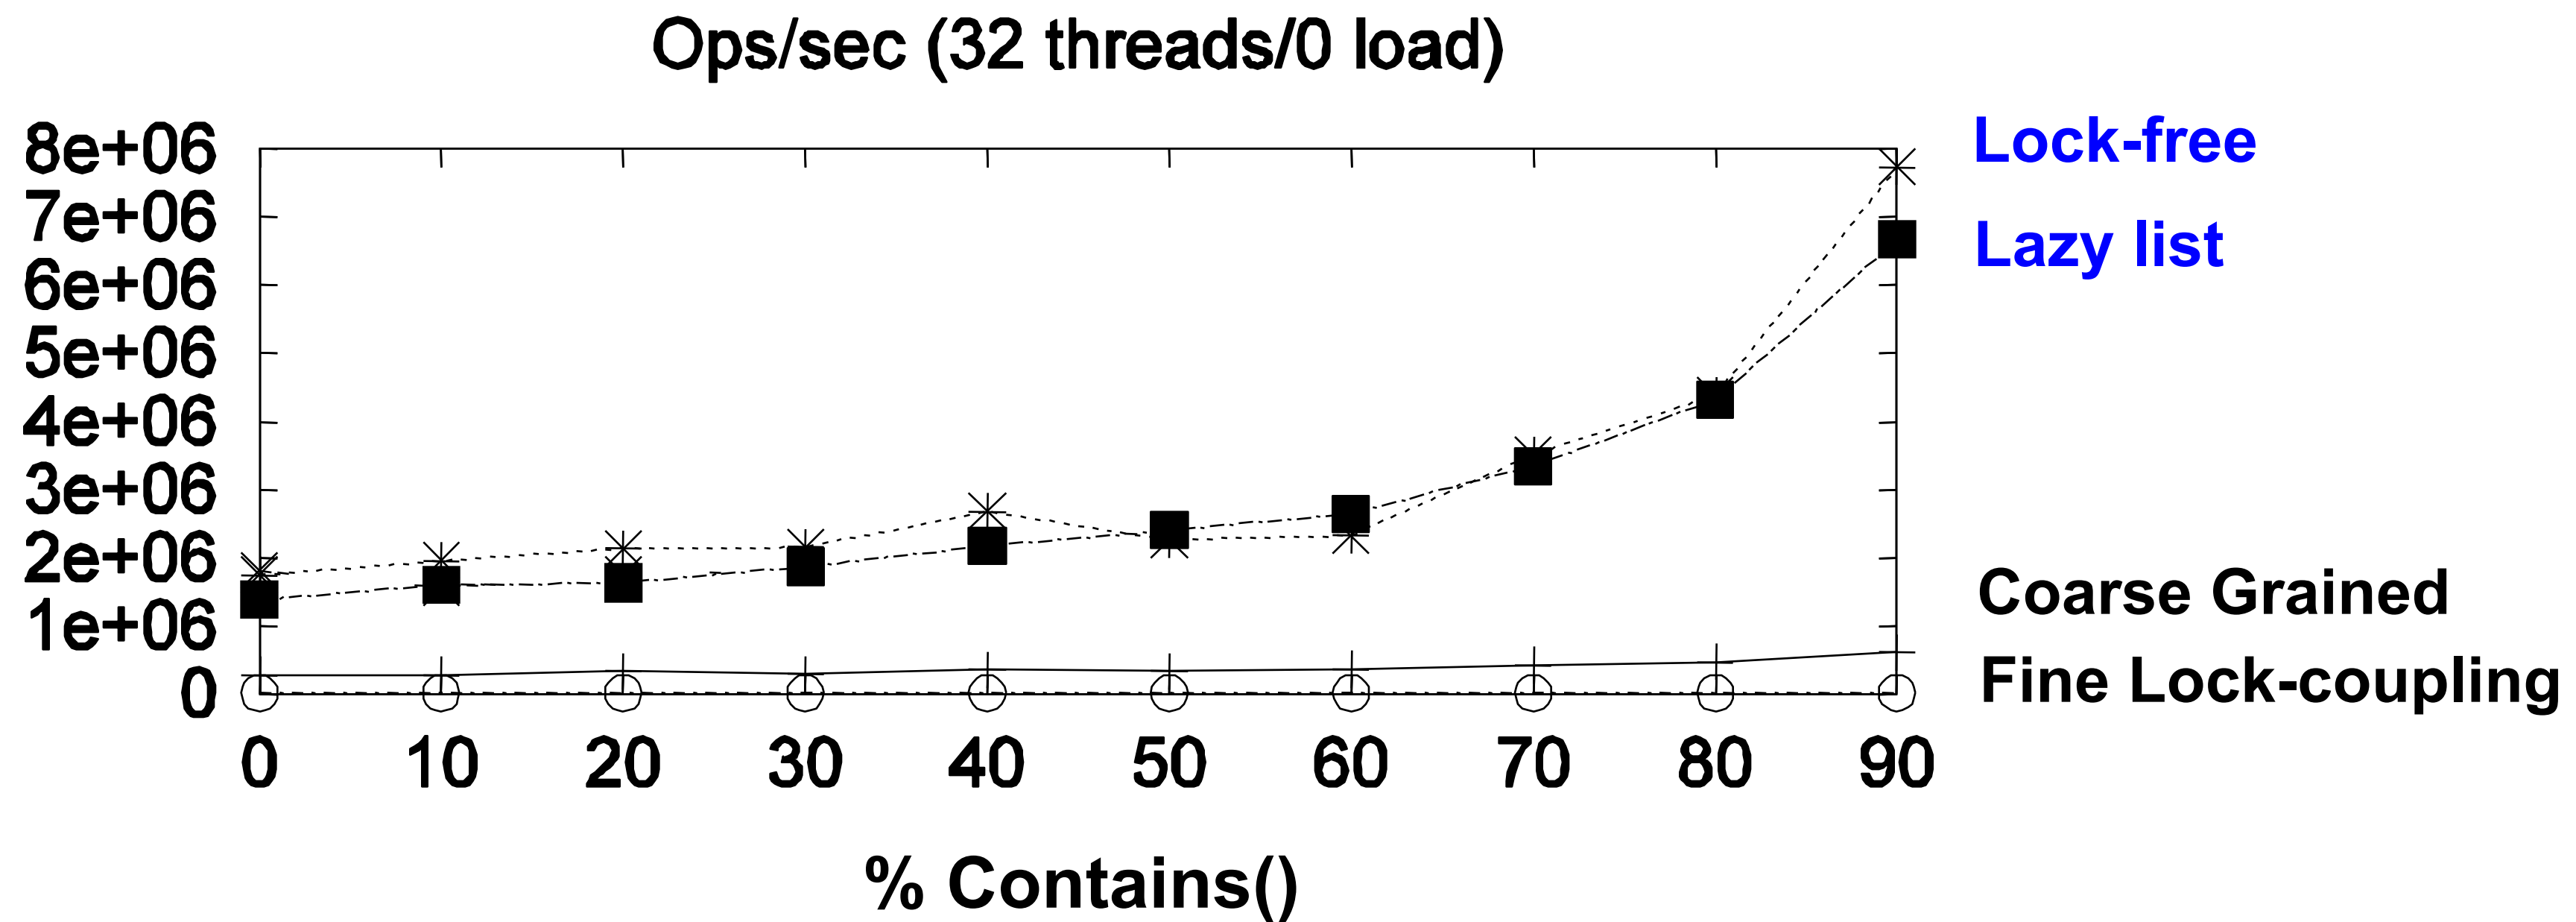 Ops/sec (32 threads/0 load)
8e+06
7e+06
6e+06
5e+06
4e+06
3e+06
2e+06
1e+06
0
Lock-free
Lazy list
Coarse Grained
Fine Lock-coupling
0 10 20 30 40 50 60 70 80 90
% Contains()